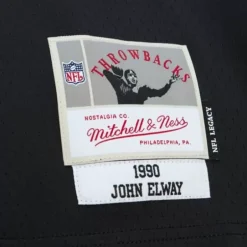 THROWBACKS
NFL
NOSTALGIA CO.
Mitchell & Ness
PHILADELPHIA, PA.
NFL LEGACY
1990
JOHN ELWAY